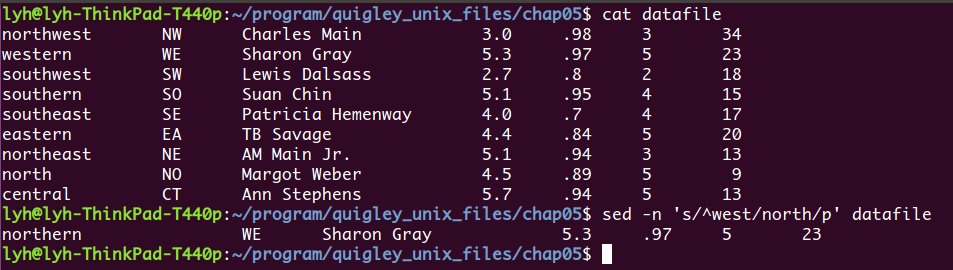 lyh@lyh-ThinkPad-T440p:~/program/quigley_unix_files/chap05$ cat datafile
northwest NW Charles Main 3.0 .98 3 34
western WE Sharon Gray 5.3 .97 5 23
southwest SW Lewis Dalsass 2.7 .8 2 18
southern SO Suan Chin 5.1 .95 4 15
southeast SE Patricia Hemenway 4.0 .7 4 17
eastern EA TB Savage 4.4 .84 5 20
northeast NE AM Main Jr. 5.1 .94 3 13
north NO Margot Weber 4.5 .89 5 9
central CT Ann Stephens 5.7 .94 5 13
lyh@lyh-ThinkPad-T440p:~/program/quigley_unix_files/chap05$ sed -n 's/^west/north/p' datafile
northern WE Sharon Gray 5.3 .97 5 23
lyh@lyh-ThinkPad-T440p:~/program/quigley_unix_files/chap05$